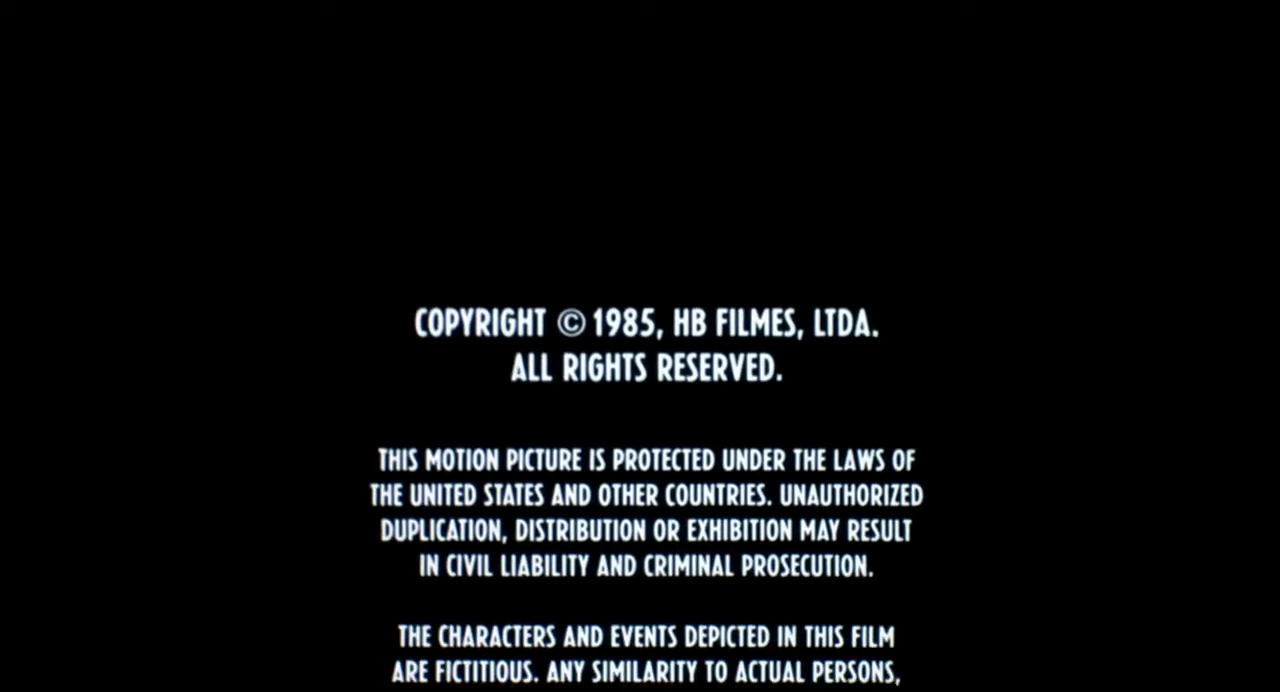 COPYRIGHT © 1985, HB FILMES, LTDA.
ALL RIGHTS RESERVED.
THIS MOTION PICTURE IS PROTECTED UNDER THE LAWS OF
THE UNITED STATES AND OTHER COUNTRIES. UNAUTHORIZED
DUPLICATION, DISTRIBUTION OR EXHIBITION MAY RESULT
IN CIVIL LIABILITY AND CRIMINAL PROSECUTION.
THE CHARACTERS AND EVENTS DEPICTED IN THIS FILM
ARE FICTITIOUS. ANY SIMILARITY TO ACTUAL PERSONS,